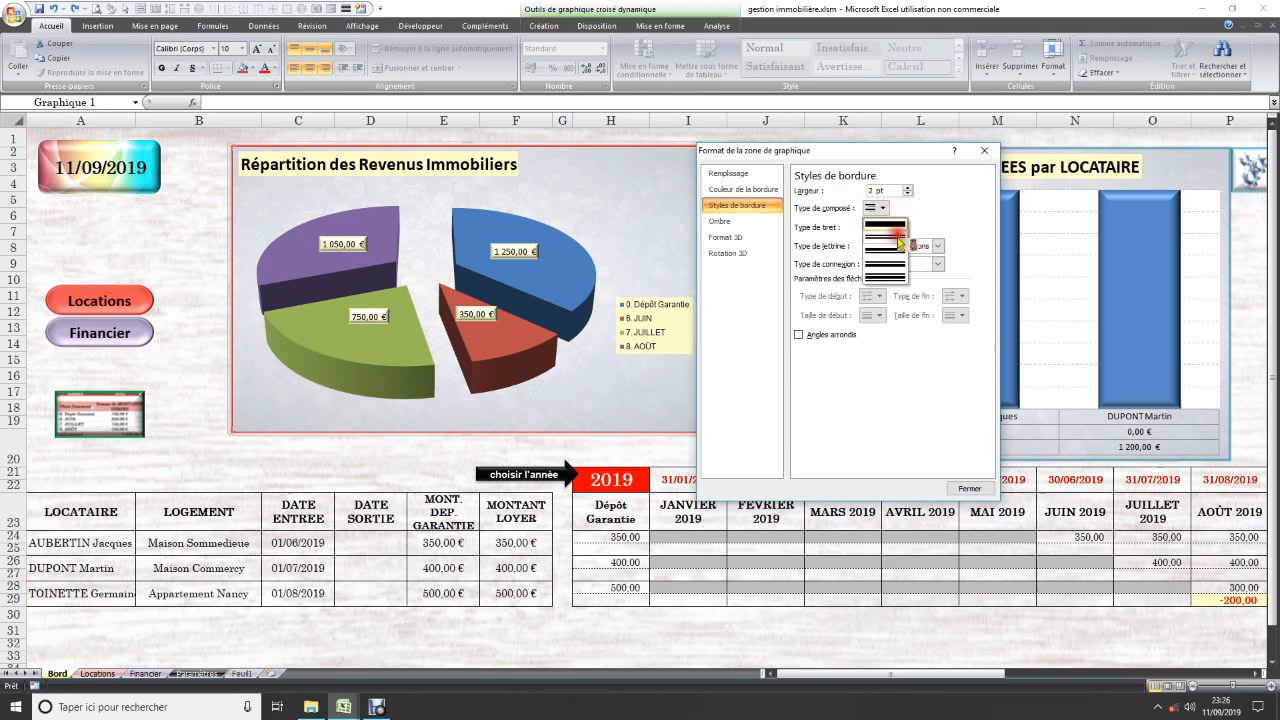 Outils de graphique croisé dynamique
gestion immobilière.xlsm - Microsoft Excel utilisation non commerciale
Accueil Insertion Mise en page Formules Données Révision Affichage Développeur Compléments Création Disposition Mise en forme Analyse
Coller
Couper
Copier
Reproduire la mise en forme
Presse-papiers
Calibri (Corps) 10
G I S
Police
Renvoyer à la ligne automatiquement
Fusionner et centrer
Alignement
Standard
Nombre
Mise en forme conditionnelle
Mettre sous forme de tableau
Normal Insatisfais... Neutre
Satisfaisant Avertisse... Calcul
Style
Insérer Supprimer Format
Cellules
Somme automatique
Remplissage
Effacer
Trier et filtrer
Rechercher et sélectionner
Édition
Graphique 1
A B C D E F G H I J K L M N O P
11/09/2019
Répartition des Revenus Immobiliers
1 050,00 €
1 250,00 €
750,00 €
350,00 €
0. Dépôt Garantie
6. JUIN
7. JUILLET
8. AOÛT
Locations
Financier
Format de la zone de graphique
Remplissage
Couleur de la bordure
Styles de bordure
Ombre
Format 3D
Rotation 3D
Styles de bordure
Largeur : 2 pt
Type de composé :
Type de tiret :
Type de lettrine :
Type de connexion :
Paramètres des flèch
Type de début : Type de fin :
Taille de début : Taille de fin :
Angles arrondis
Fermer
EES par LOCATAIRE
ques DUPONT Martin
0,00 €
1 200,00 €
choisir l'année
2019 31/01/2 2019 30/06/2019 31/07/2019 31/08/2019
LOCATAIRE LOGEMENT DATE ENTREE DATE SORTIE MONT. DEP. GARANTIE MONTANT LOYER Dépôt Garantie JANVIER 2019 FEVRIER 2019 MARS 2019 AVRIL 2019 MAI 2019 JUIN 2019 JUILLET 2019 AOÛT 2019
AUBERTIN Jacques Maison Sommedieue 01/06/2019 350,00 € 350,00 € 350,00 350,00 350,00 350,00
DUPONT Martin Maison Commercy 01/07/2019 400,00 € 400,00 € 400,00 400,00 400,00
TOINETTE Germaine Appartement Nancy 01/08/2019 500,00 € 500,00 € 500,00 300,00
-200,00
Bord Locations Financier Paramètres Feuil1
Prêt
Taper ici pour rechercher
23:26
11/09/2019